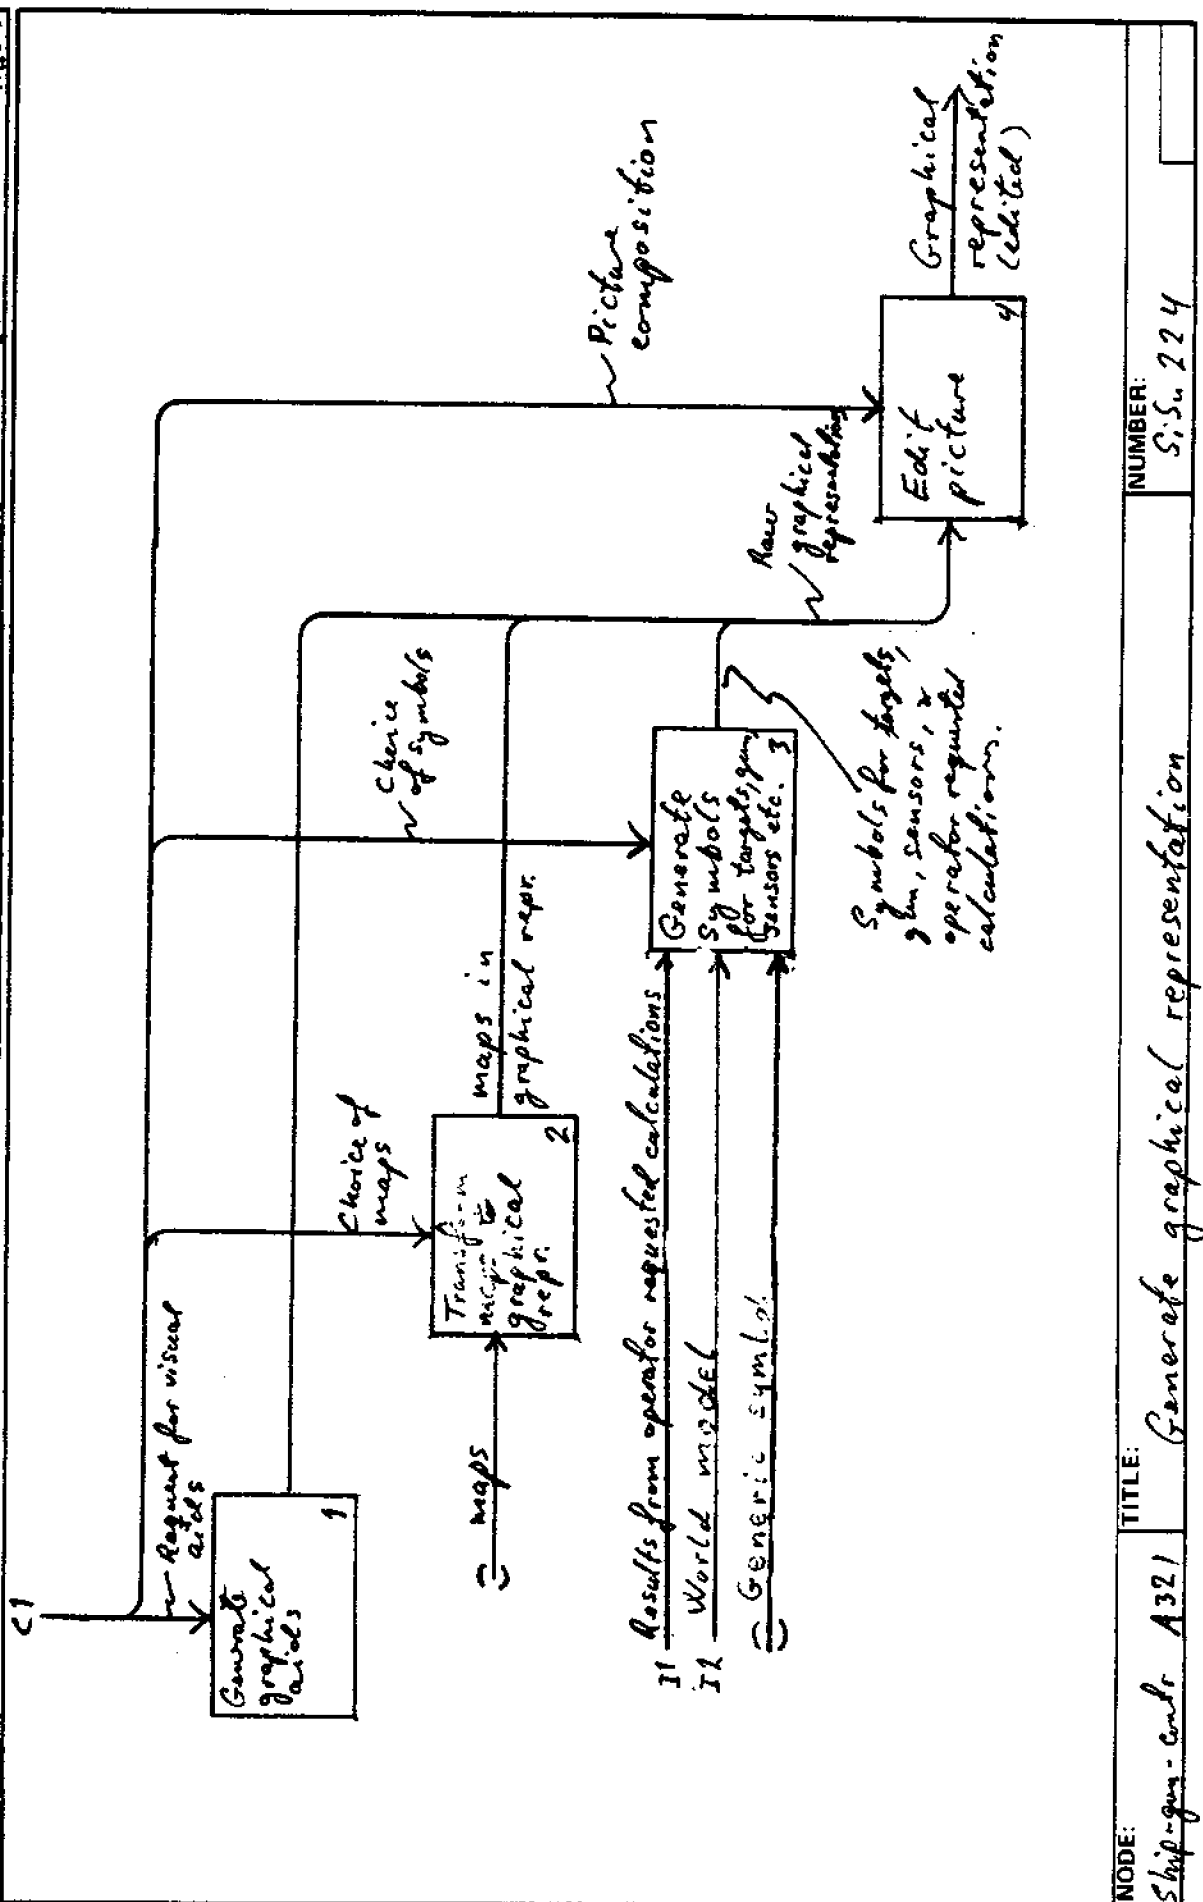 C1
Request for visual
aids
Generate
graphical
aids
1
Choice of
maps
maps
Transform
maps to
graphical
repr.
2
maps in
graphical repr.
Choice
of symbols
I1 Results from operator requested calculations
I2 World model
Generic symbol
Generate
Symbols
for targets, gun,
sensors etc.
3
Symbols for targets,
gun, sensors, &
operator requested
calculations.
Raw
graphical
representation
Picture
composition
Edit
picture
4
Graphical
representation
(edited)
NODE:
Ship-gun-contr A321
TITLE:
Generate graphical representation
NUMBER:
SiSu 224